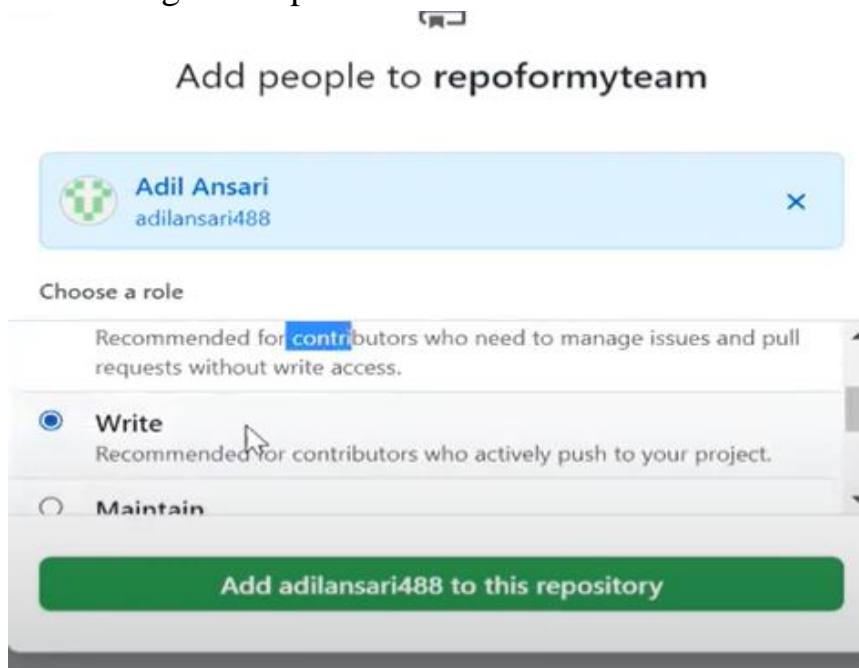 Add people to repoformyteam
Adil Ansari
adilansari488
Choose a role
Recommended for contributors who need to manage issues and pull
requests without write access.
Write
Recommended for contributors who actively push to your project.
Maintain
Add adilansari488 to this repository